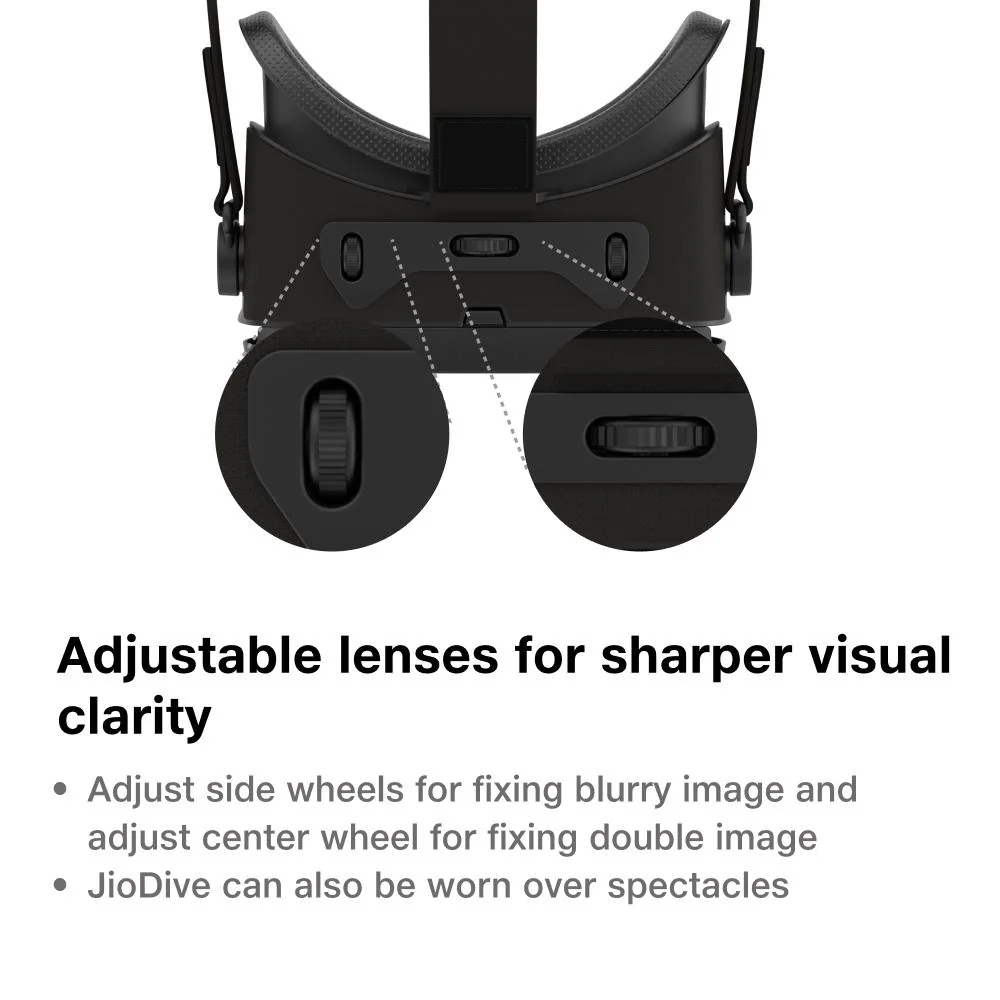 Adjustable lenses for sharper visual
clarity
• Adjust side wheels for fixing blurry image and
adjust center wheel for fixing double image
• JioDive can also be worn over spectacles